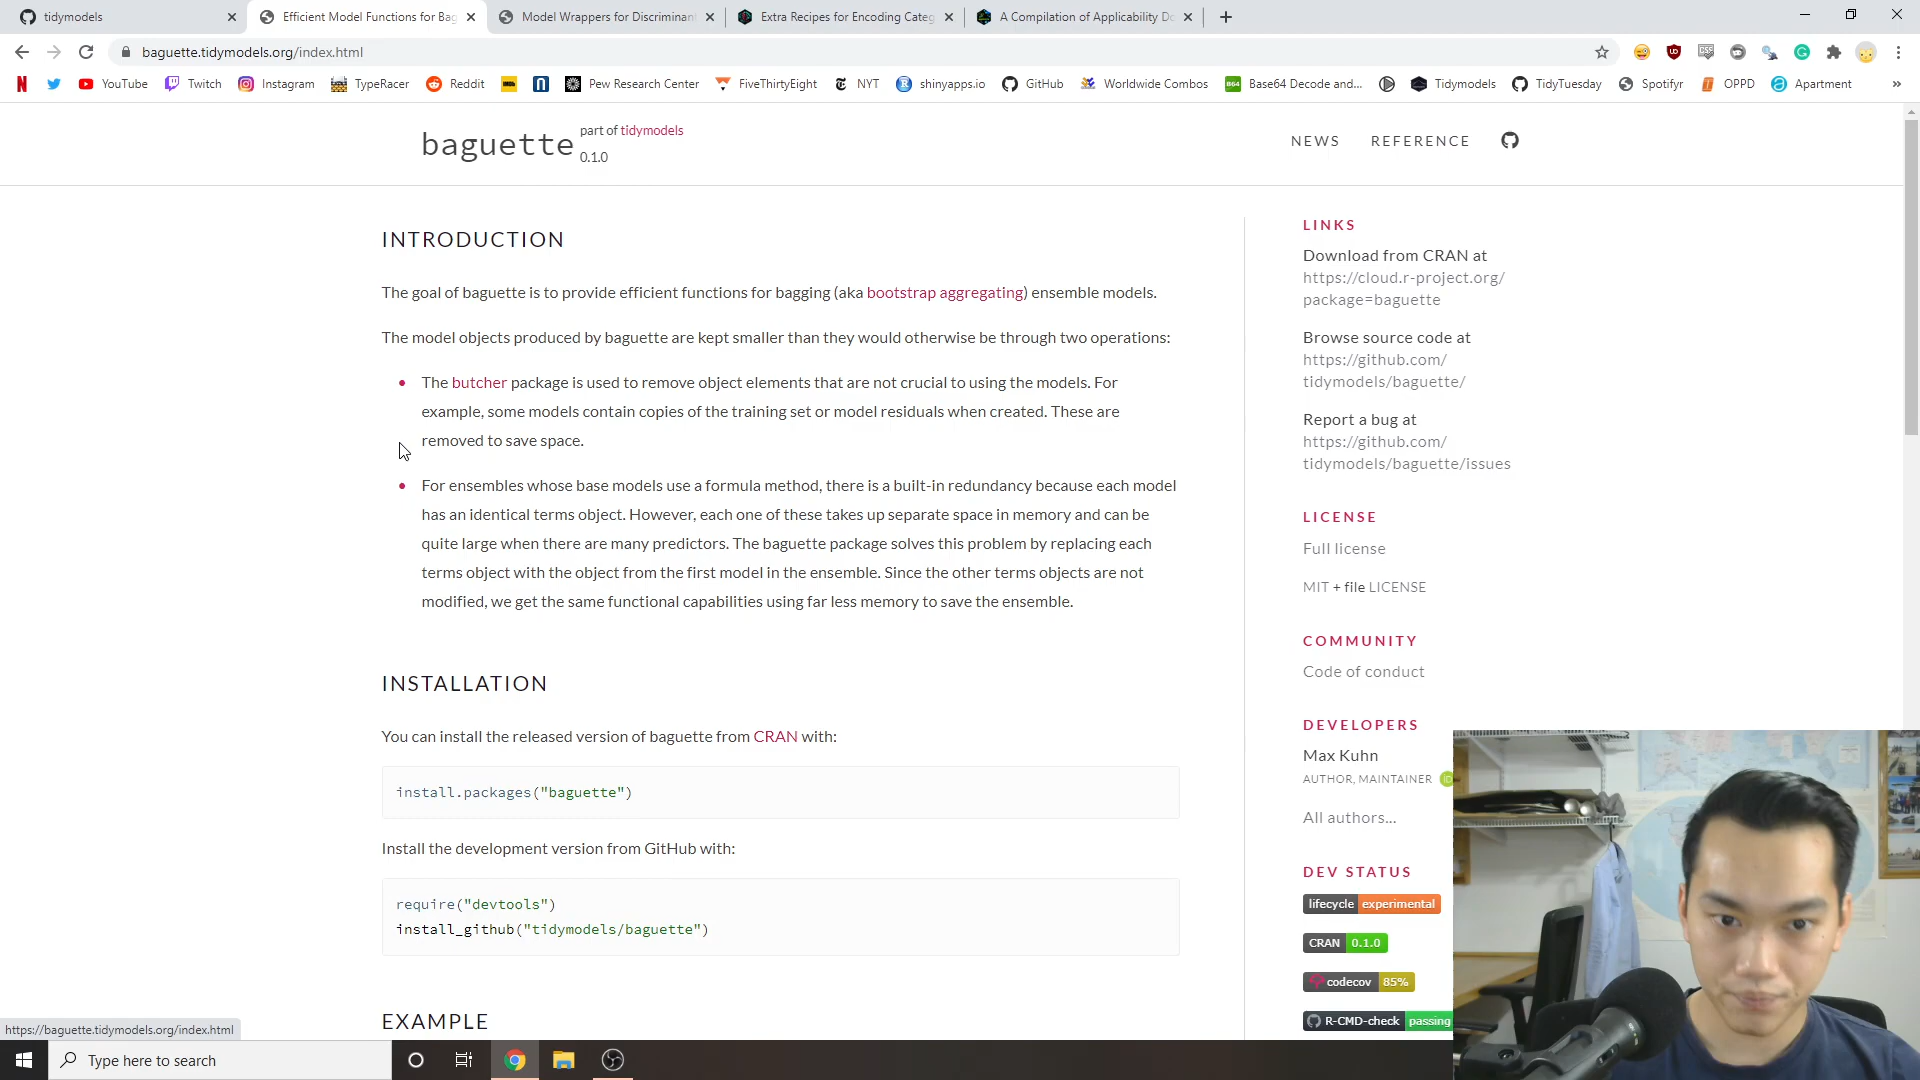 tidymodels
Efficient Model Functions for Bag
Model Wrappers for Discriminan
Extra Recipes for Encoding Categ
A Compilation of Applicability Do
baguette.tidymodels.org/index.html
YouTube
Twitch
Instagram
TypeRacer
Reddit
Pew Research Center
FiveThirtyEight
NYT
shinyapps.io
GitHub
Worldwide Combos
Base64 Decode and...
Tidymodels
TidyTuesday
Spotifyr
OPPD
Apartment
baguette
part of tidymodels
0.1.0
NEWS
REFERENCE
INTRODUCTION
The goal of baguette is to provide efficient functions for bagging (aka bootstrap aggregating) ensemble models.
The model objects produced by baguette are kept smaller than they would otherwise be through two operations:
The butcher package is used to remove object elements that are not crucial to using the models. For
example, some models contain copies of the training set or model residuals when created. These are
removed to save space.
For ensembles whose base models use a formula method, there is a built-in redundancy because each model
has an identical terms object. However, each one of these takes up separate space in memory and can be
quite large when there are many predictors. The baguette package solves this problem by replacing each
terms object with the object from the first model in the ensemble. Since the other terms objects are not
modified, we get the same functional capabilities using far less memory to save the ensemble.
INSTALLATION
You can install the released version of baguette from CRAN with:
install.packages("baguette")
Install the development version from GitHub with:
require("devtools")
install_github("tidymodels/baguette")
EXAMPLE
LINKS
Download from CRAN at
https://cloud.r-project.org/
package=baguette
Browse source code at
https://github.com/
tidymodels/baguette/
Report a bug at
https://github.com/
tidymodels/baguette/issues
LICENSE
Full license
MIT + file LICENSE
COMMUNITY
Code of conduct
DEVELOPERS
Max Kuhn
AUTHOR, MAINTAINER
All authors...
DEV STATUS
lifecycle experimental
CRAN 0.1.0
codecov 85%
R-CMD-check passing
https://baguette.tidymodels.org/index.html
Type here to search